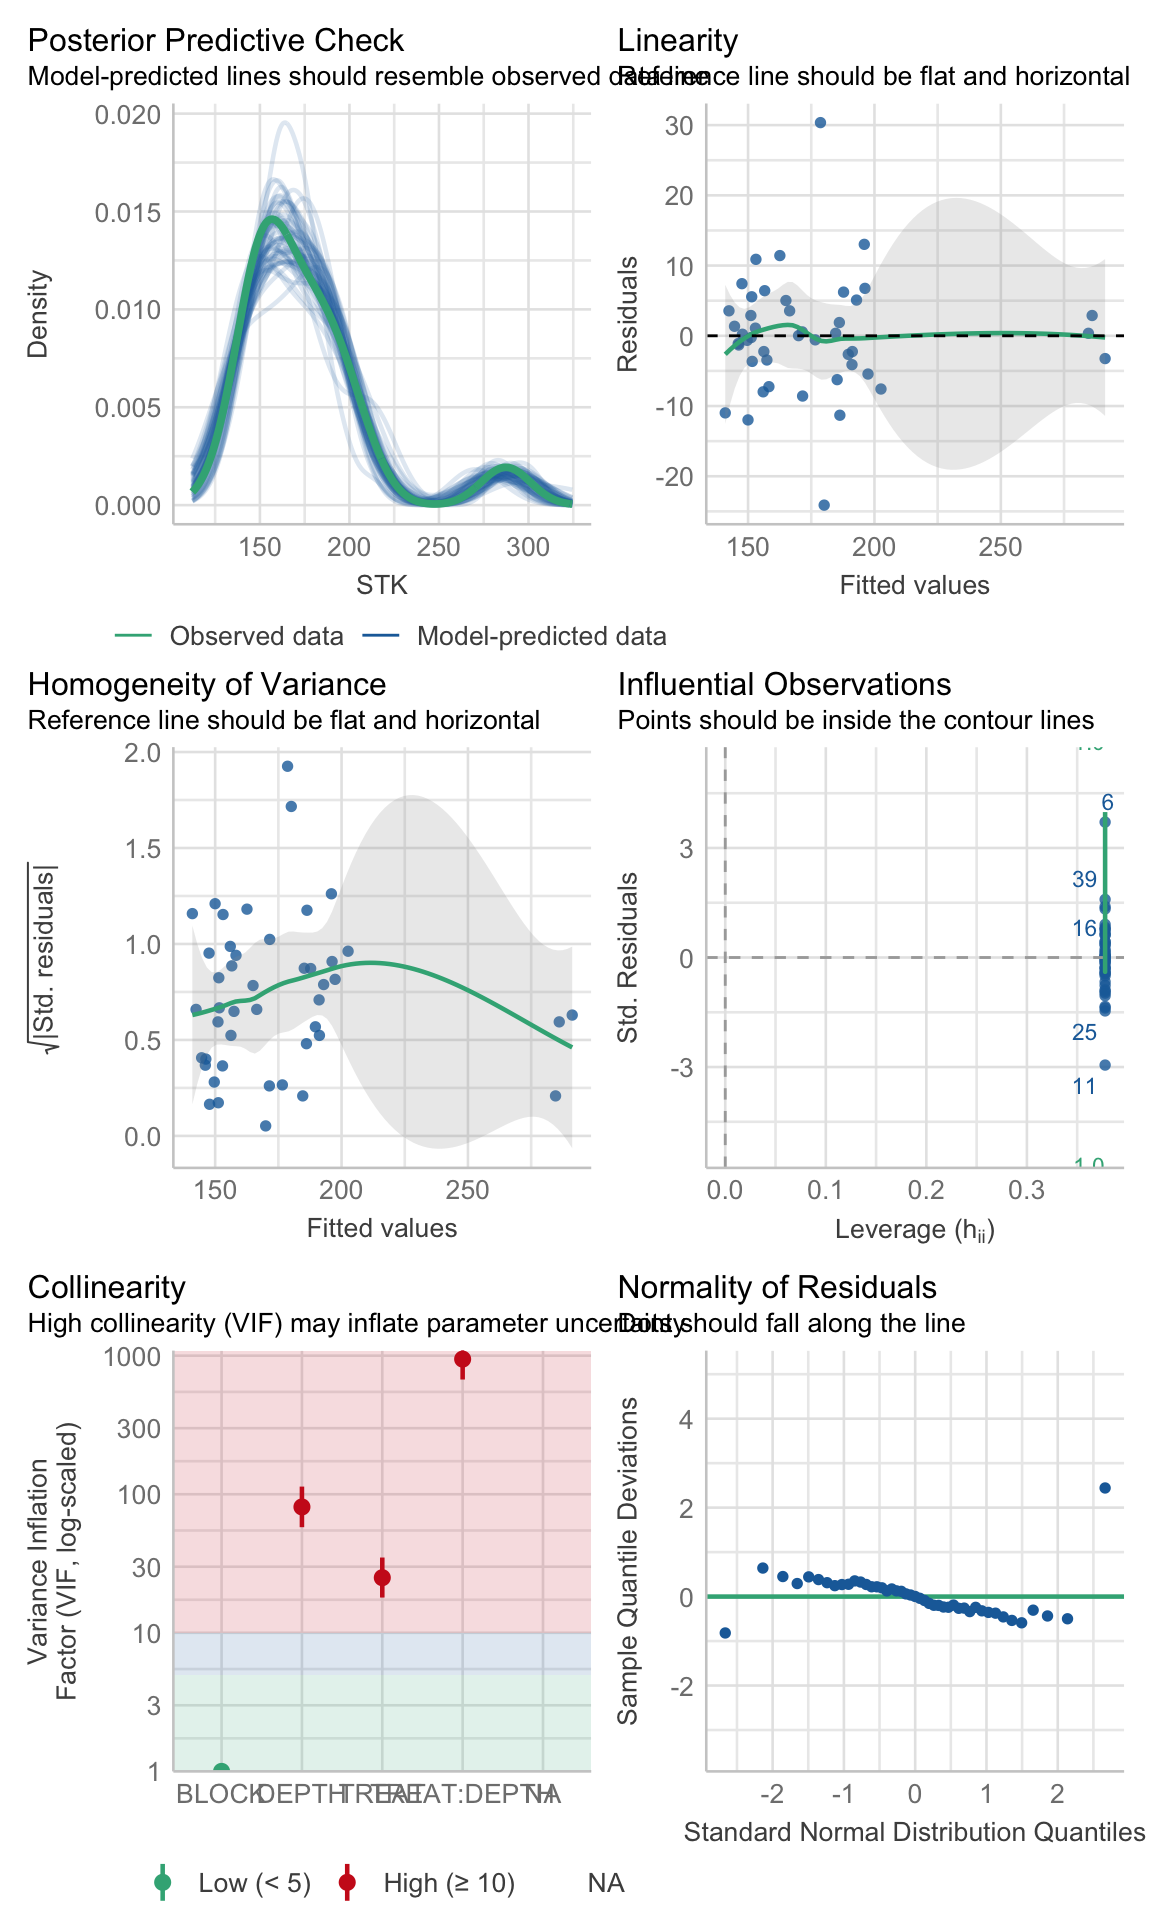 Posterior Predictive Check
Model-predicted lines should resemble observed data line
0.020
0.015
0.010
0.005
0.000
Density
150 200 250 300
STK
Observed data Model-predicted data
Linearity
Reference line should be flat and horizontal
30
20
10
0
-10
-20
Residuals
150 200 250
Fitted values
Homogeneity of Variance
Reference line should be flat and horizontal
2.0
1.5
1.0
0.5
0.0
√|Std. residuals|
150 200 250
Fitted values
Influential Observations
Points should be inside the contour lines
6
39
16
25
11
1.0
3
0
-3
Std. Residuals
0.0 0.1 0.2 0.3
Leverage (hii)
Collinearity
High collinearity (VIF) may inflate parameter uncertainty
1000
300
100
30
10
3
1
Variance Inflation
Factor (VIF, log-scaled)
BLOCK DEPTH TREAT TREAT:DEPTH NA
Low (< 5) High (≥ 10) NA
Normality of Residuals
Dots should fall along the line
4
2
0
-2
Sample Quantile Deviations
-2 -1 0 1 2
Standard Normal Distribution Quantiles